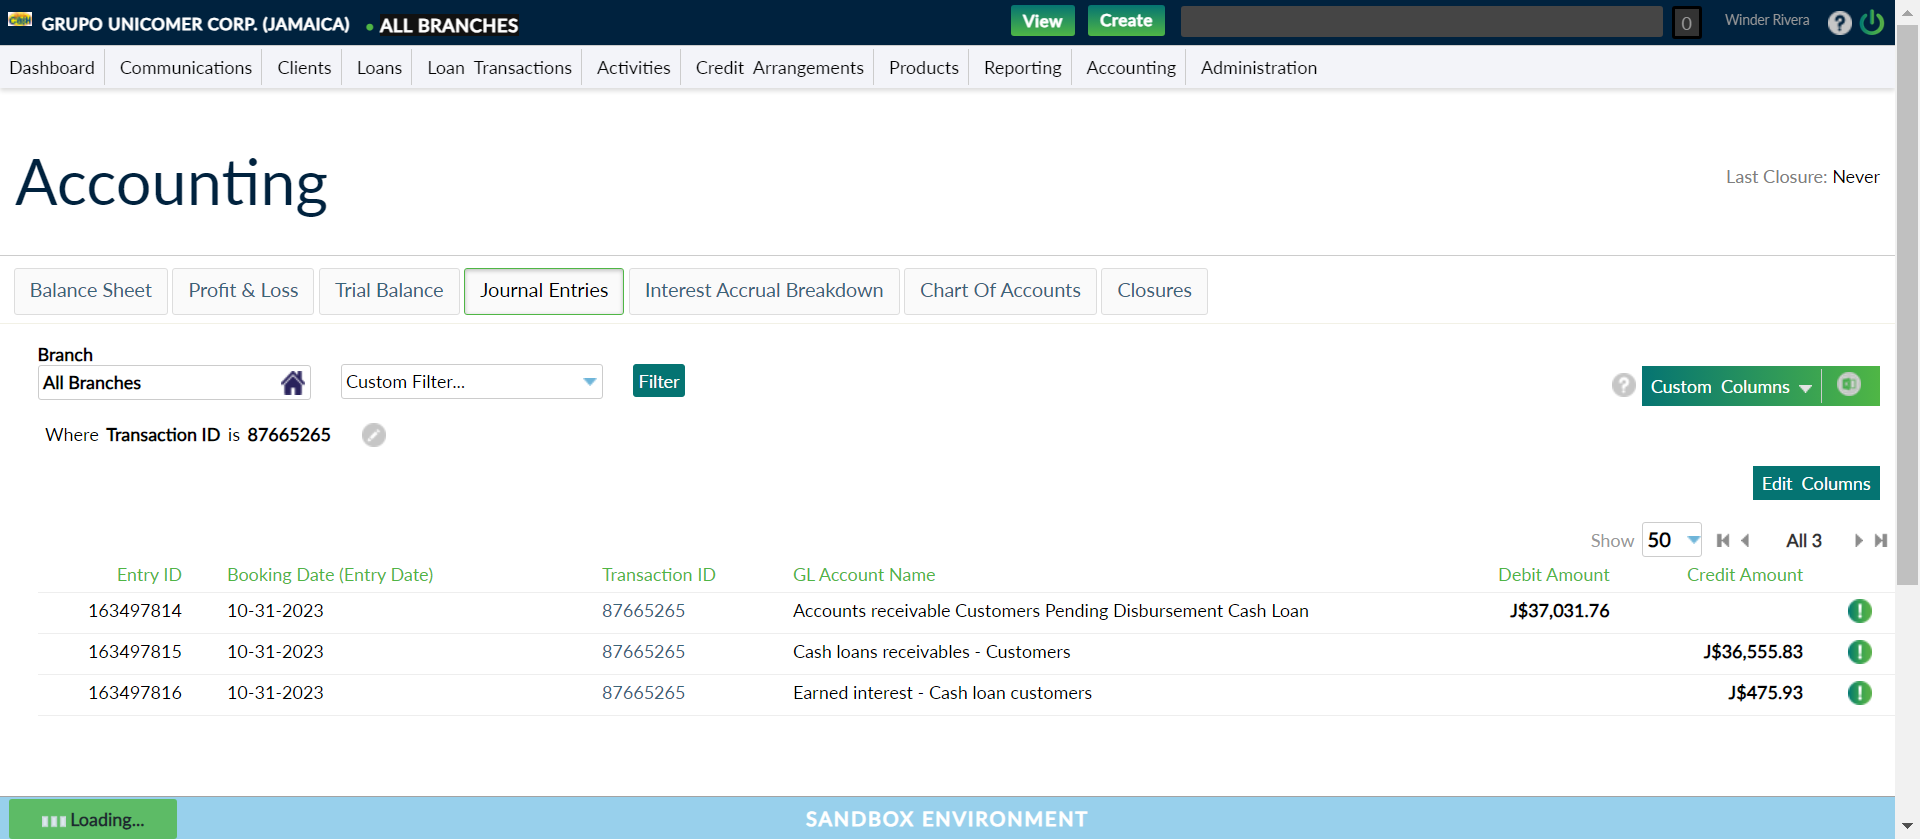 Cash GRUPO UNICOMER CORP. (JAMAICA) • ALL BRANCHES View Create 0 Winder Rivera ?
Dashboard Communications Clients Loans Loan Transactions Activities Credit Arrangements Products Reporting Accounting Administration
Accounting
Last Closure: Never
Balance Sheet Profit & Loss Trial Balance Journal Entries Interest Accrual Breakdown Chart Of Accounts Closures
Branch
All Branches Custom Filter... Filter ? Custom Columns
Where Transaction ID is 87665265
Edit Columns
Show 50 All 3
Entry ID Booking Date (Entry Date) Transaction ID GL Account Name Debit Amount Credit Amount
163497814 10-31-2023 87665265 Accounts receivable Customers Pending Disbursement Cash Loan J$37,031.76 !
163497815 10-31-2023 87665265 Cash loans receivables - Customers J$36,555.83 !
163497816 10-31-2023 87665265 Earned interest - Cash loan customers J$475.93 !
Loading... SANDBOX ENVIRONMENT